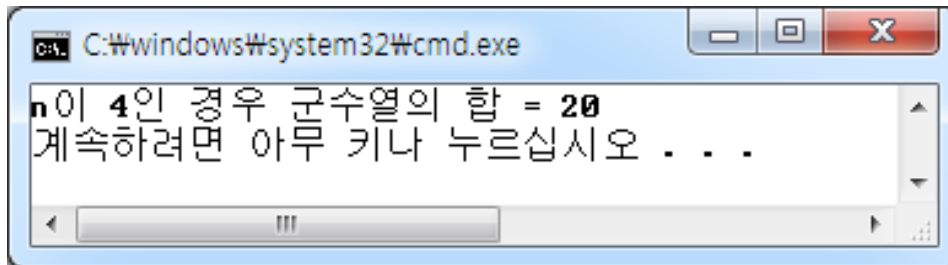 C:\windows\system32\cmd.exe
n이 4인 경우 군수열의 합 = 20
계속하려면 아무 키나 누르십시오 . . .